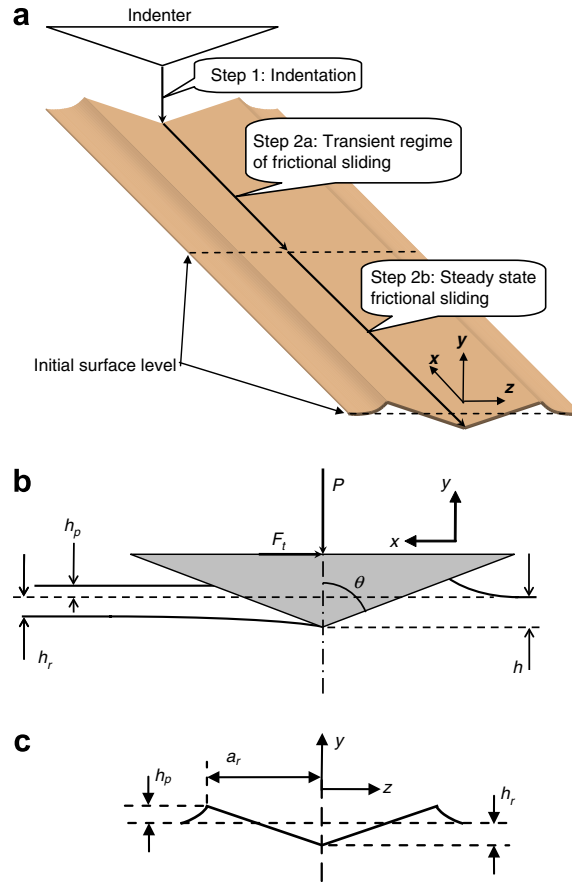 a
Indenter
Step 1: Indentation
Step 2a: Transient regime
of frictional sliding
Step 2b: Steady state
frictional sliding
Initial surface level
y
x
z
b
P
y
h_p
F_t
x
θ
h_r
h
c
y
a_r
h_p
z
h_r